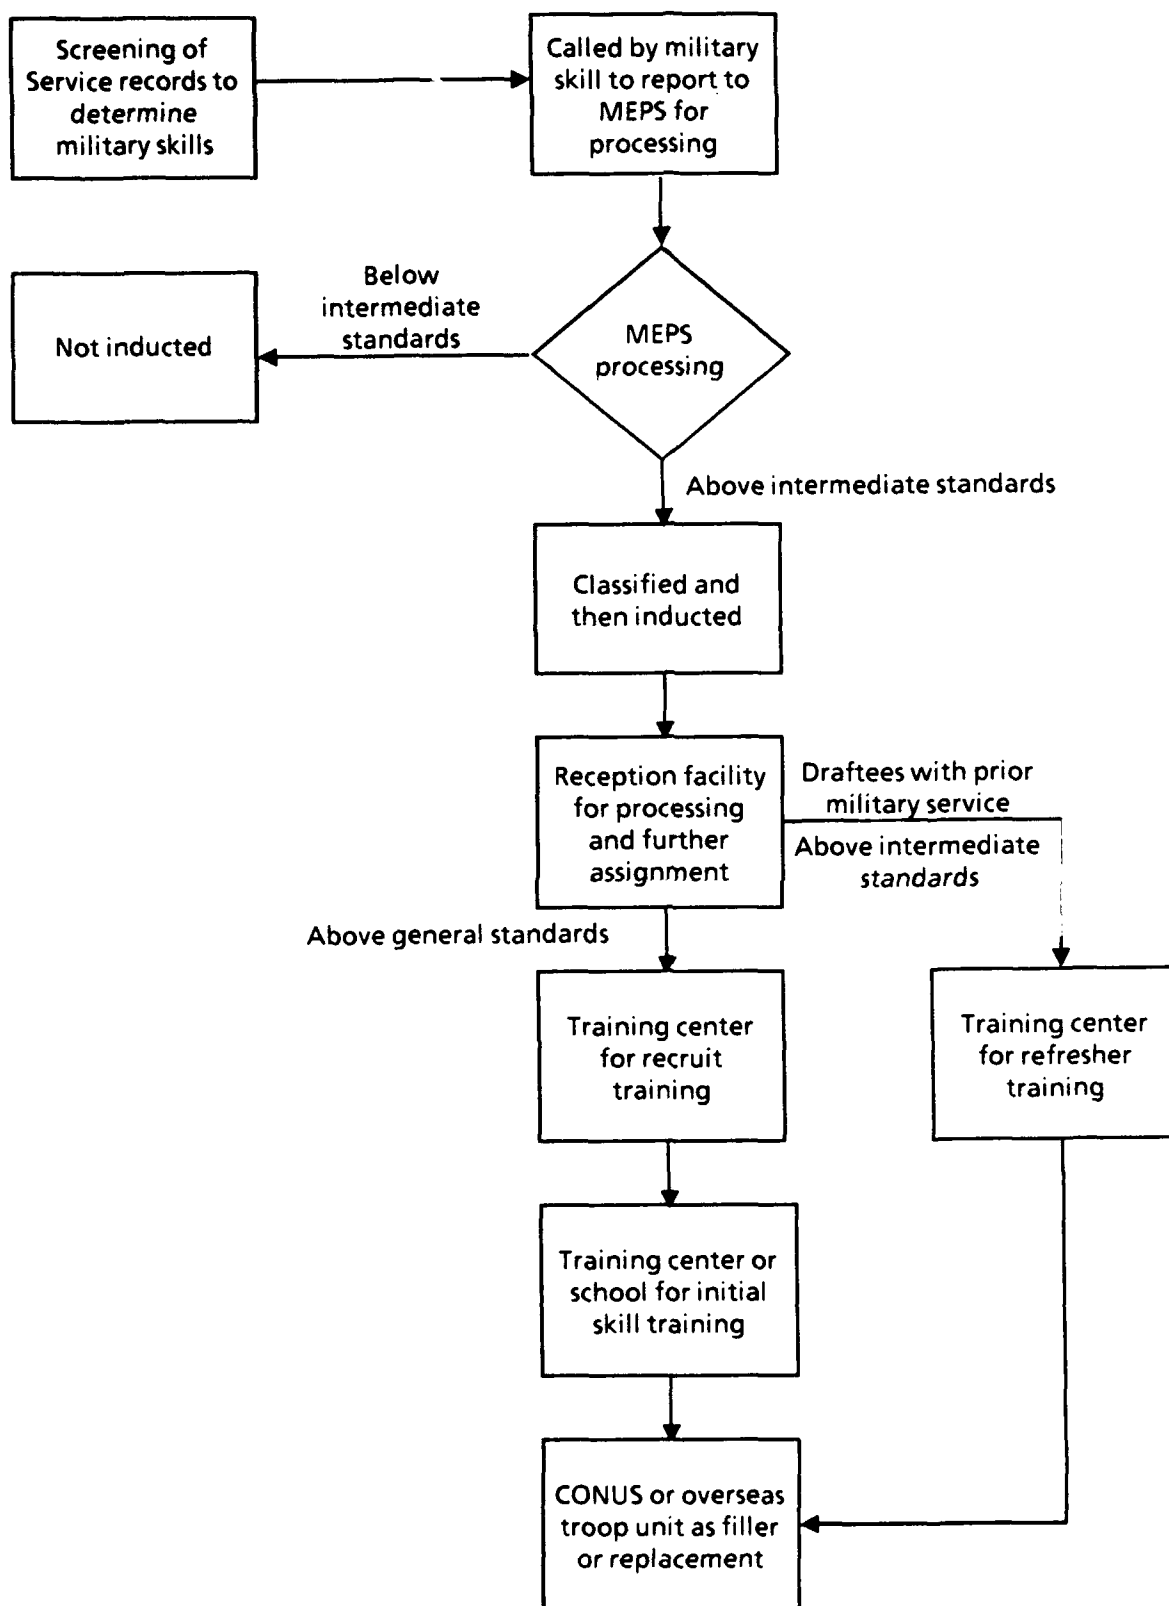 Screening of
Service records to
determine
military skills
Called by military
skill to report to
MEPS for
processing
Below
intermediate
standards
Not inducted
MEPS
processing
Above intermediate standards
Classified and
then inducted
Reception facility
for processing
and further
assignment
Draftees with prior
military service
Above intermediate
standards
Above general standards
Training center
for recruit
training
Training center
for refresher
training
Training center or
school for initial
skill training
CONUS or overseas
troop unit as filler
or replacement